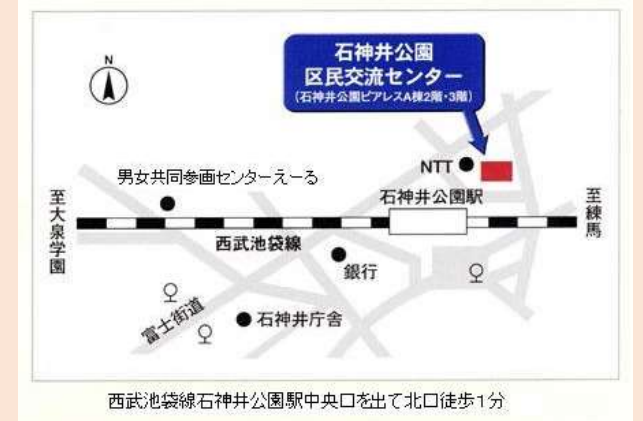 石神井公園
区民交流センター
(石神井公園ピアレスA棟2階・3階)
N
NTT
男女共同参画センターえーる
石神井公園駅
至大泉学園
至練馬
西武池袋線
銀行
富士街道
石神井庁舎
西武池袋線石神井公園駅中央口を出て北口徒歩1分